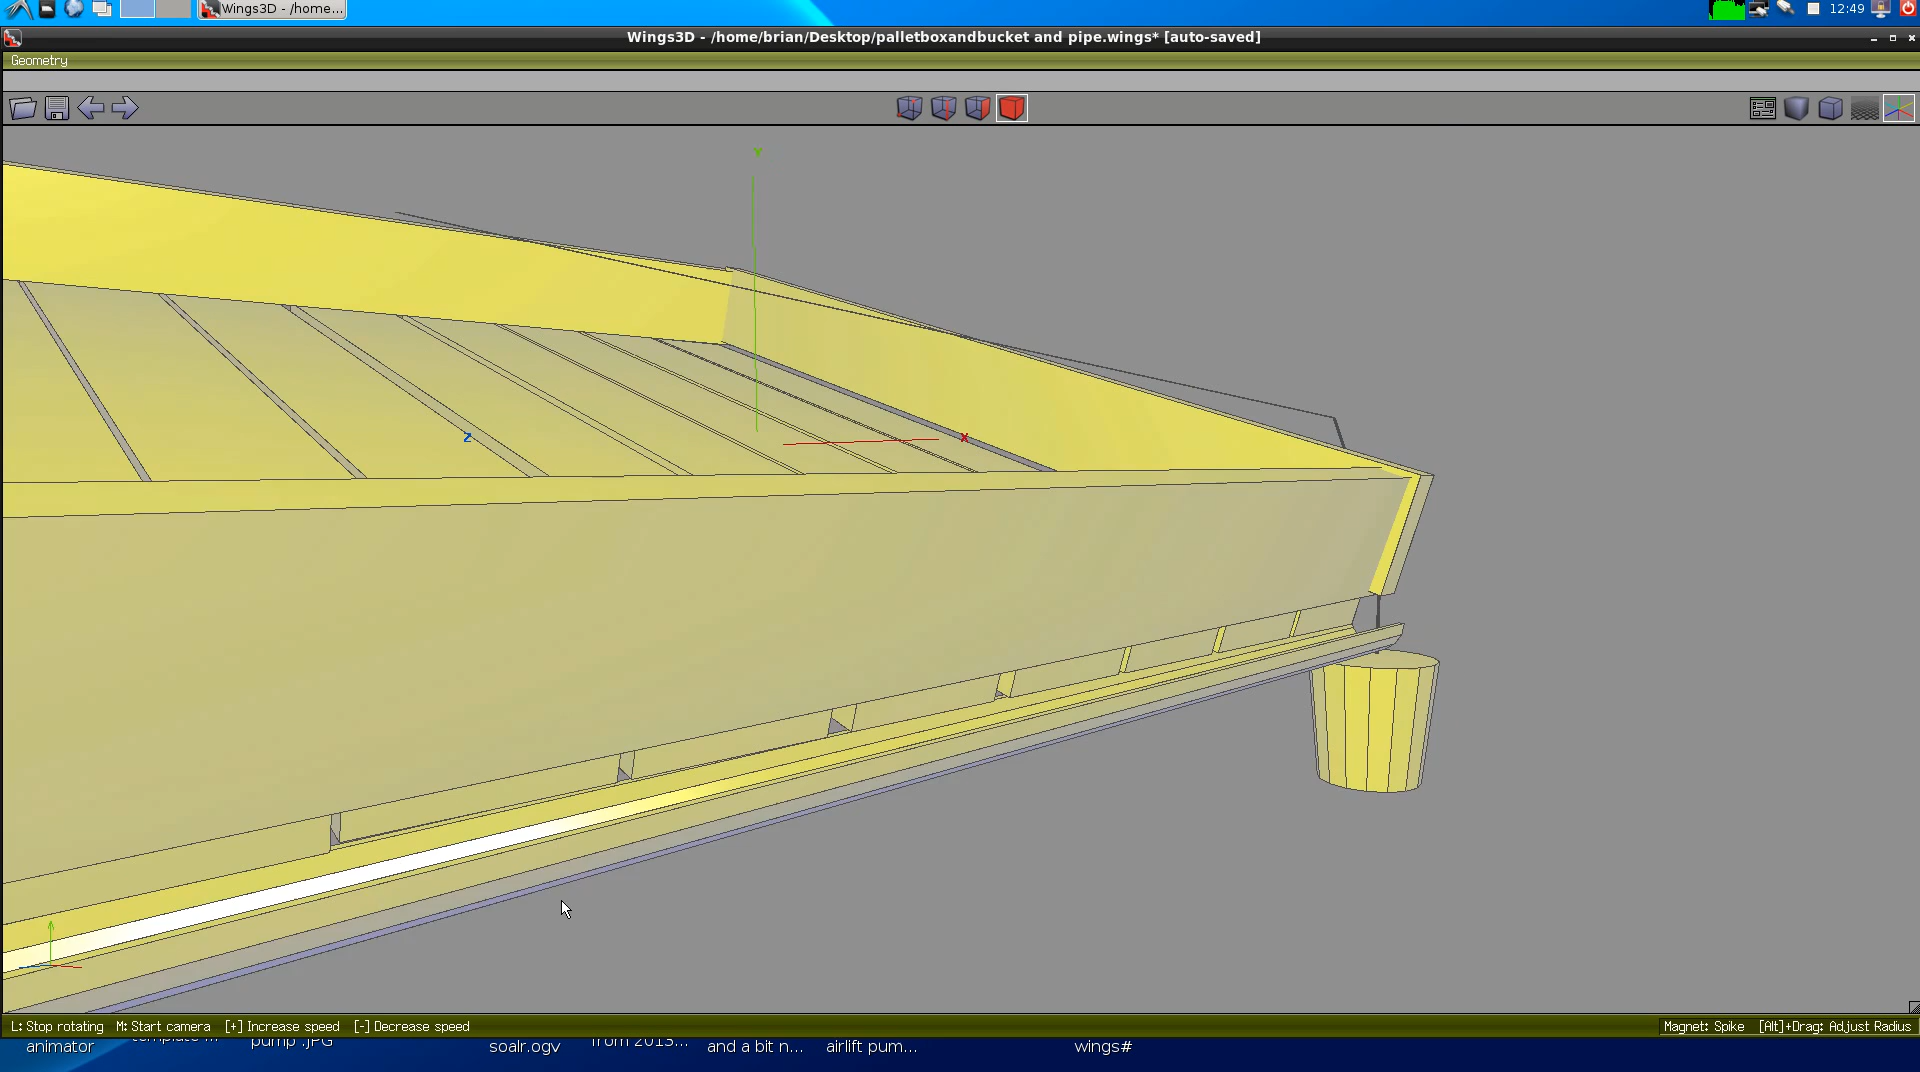 Wings3D - /home...
12:49
Wings3D - /home/brian/Desktop/palletboxandbucket and pipe.wings* [auto-saved]
Geometry
Y
Z
X
L: Stop rotating M: Start camera [+] Increase speed [-] Decrease speed
Magnet: Spike [Alt]+Drag: Adjust Radius
animator
pump .JPG
soalr.ogv
from 2013...
and a bit n...
airlift pum...
wings#